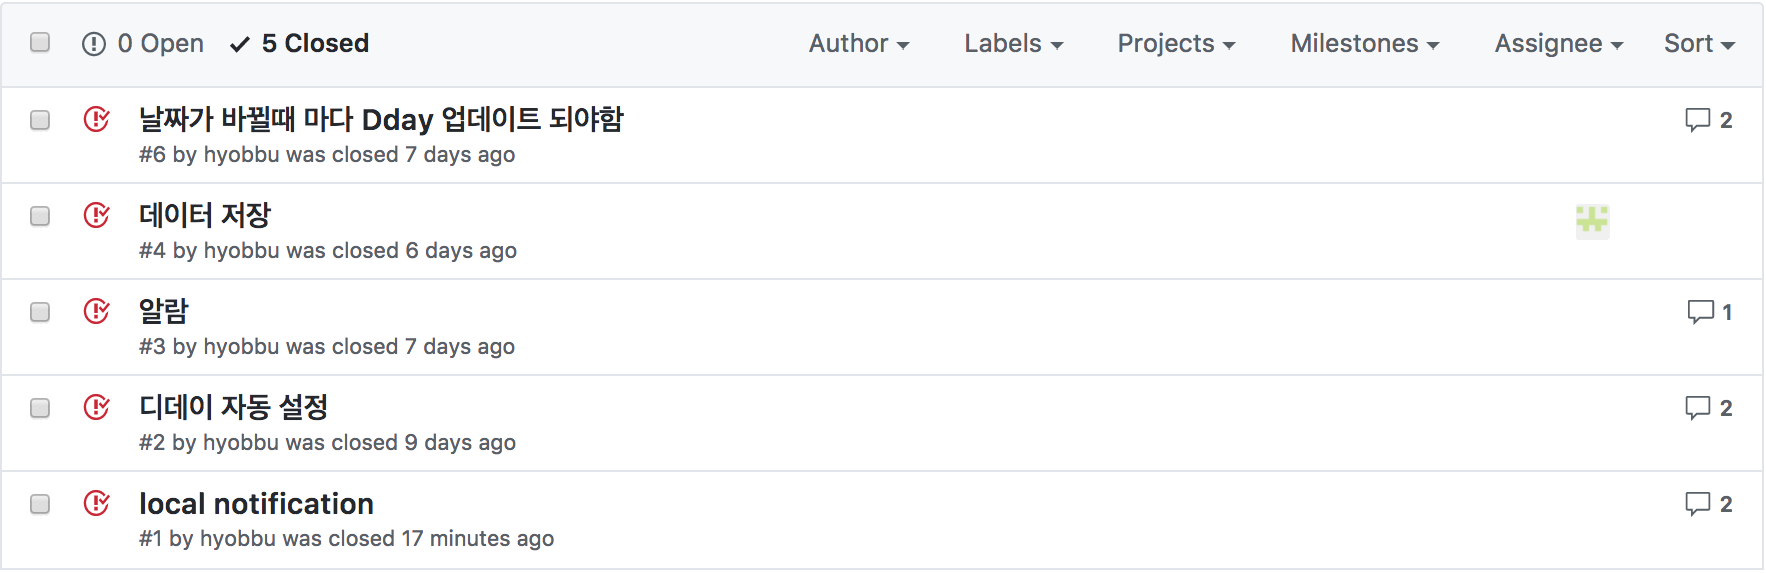 0 Open 5 Closed Author Labels Projects Milestones Assignee Sort
날짜가 바뀔때 마다 Dday 업데이트 되야함 2
#6 by hyobbu was closed 7 days ago
데이터 저장
#4 by hyobbu was closed 6 days ago
알람 1
#3 by hyobbu was closed 7 days ago
디데이 자동 설정 2
#2 by hyobbu was closed 9 days ago
local notification 2
#1 by hyobbu was closed 17 minutes ago